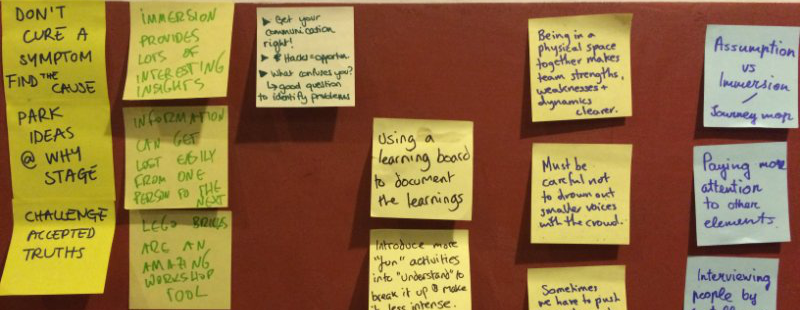 DON'T
CURE A
SYMPTOM
FIND THE
CAUSE
PARK
IDEAS
@ WHY
STAGE
CHALLENGE
ACCEPTED
TRUTHS
IMMERSION
PROVIDES
LOTS OF
INTERESTING
INSIGHTS
INFORMATION
CAN GET
LOST EASILY
FROM ONE
PERSON TO THE
NEXT
LEGO BRICKS
ARE AN
AMAZING
WORKSHOP
TOOL
► Get your
communication
right!
► Hacks = opportun.
► What confuses you?
↳ good question
to identify problems
Using a
learning board
to document
the learnings
Introduce more
"fun" activities
into "understand" to
break it up & make
it less intense.
Being in a
physical space
together makes
team strengths,
weaknesses +
dynamics
clearer.
Must be
careful not
to drown out
smaller voices
with the crowd.
Sometimes
we have to push
Assumption
vs
Immersion
/
Journey map
Paying more
attention
to other
elements.
Interviewing
people by